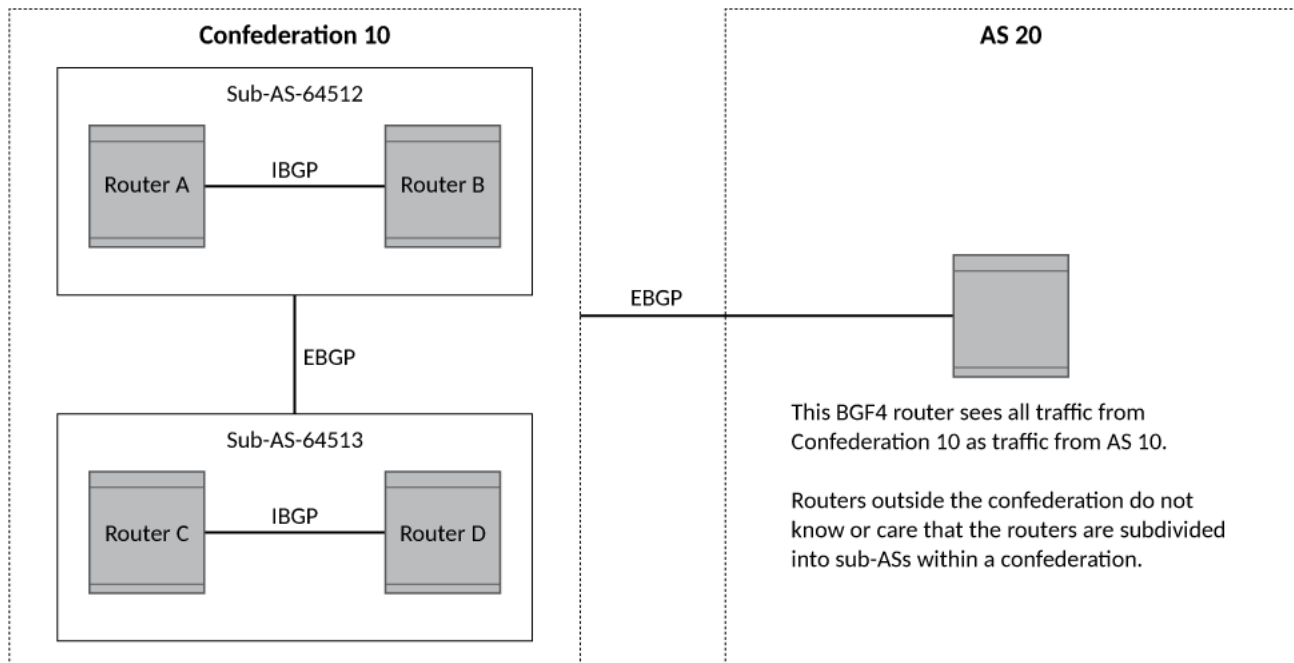 Confederation 10
Sub-AS-64512
Router A
IBGP
Router B
EBGP
Sub-AS-64513
Router C
IBGP
Router D
EBGP
AS 20
This BGF4 router sees all traffic from
Confederation 10 as traffic from AS 10.
Routers outside the confederation do not
know or care that the routers are subdivided
into sub-ASs within a confederation.